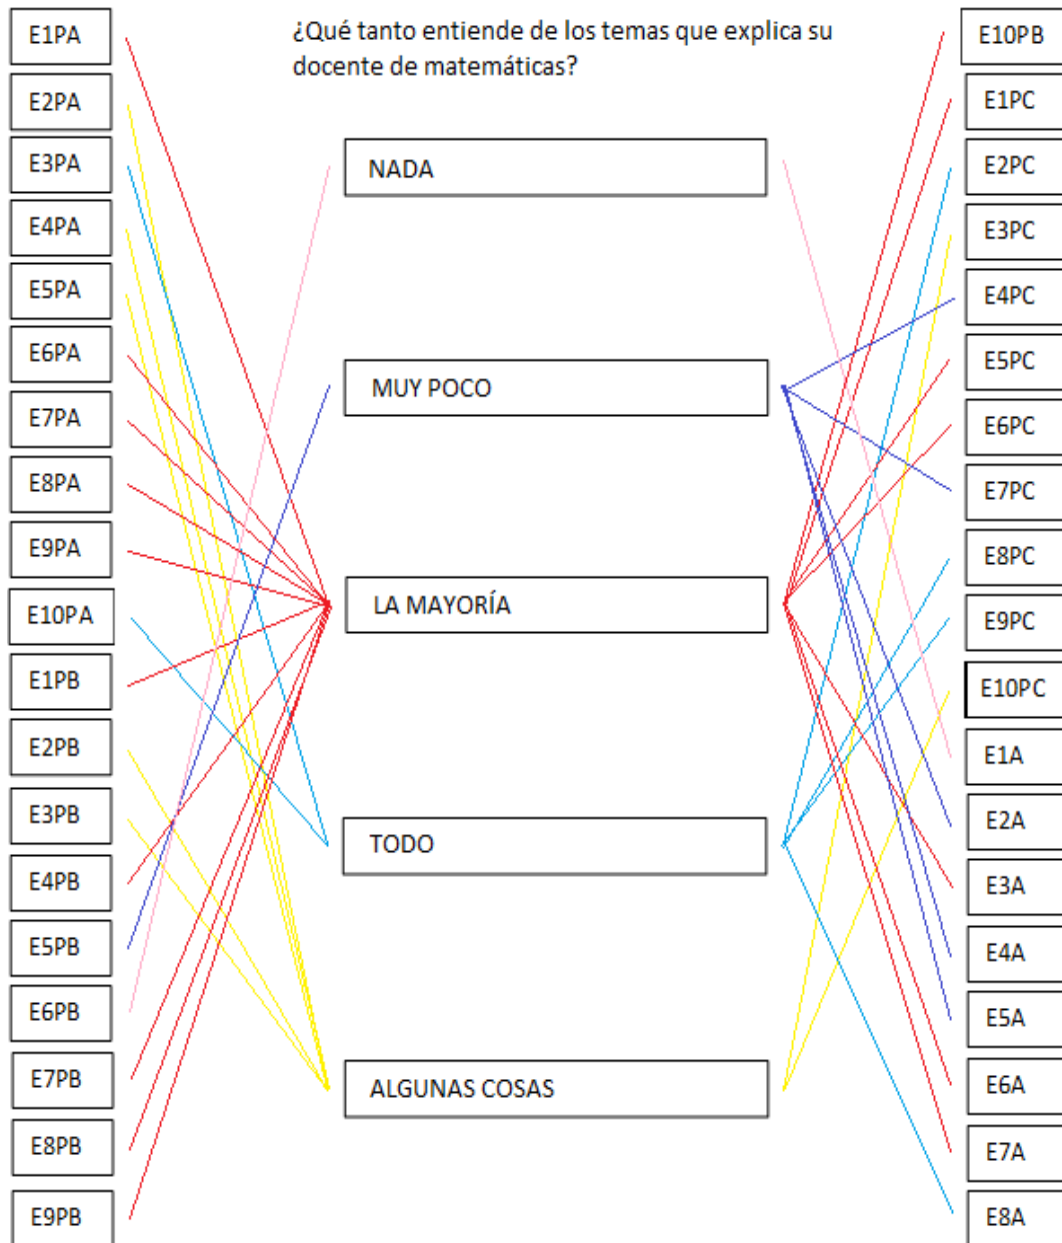 ¿Qué tanto entiende de los temas que explica su
docente de matemáticas?
E1PA
E2PA
E3PA
E4PA
E5PA
E6PA
E7PA
E8PA
E9PA
E10PA
E1PB
E2PB
E3PB
E4PB
E5PB
E6PB
E7PB
E8PB
E9PB
NADA
MUY POCO
LA MAYORÍA
TODO
ALGUNAS COSAS
E10PB
E1PC
E2PC
E3PC
E4PC
E5PC
E6PC
E7PC
E8PC
E9PC
E10PC
E1A
E2A
E3A
E4A
E5A
E6A
E7A
E8A